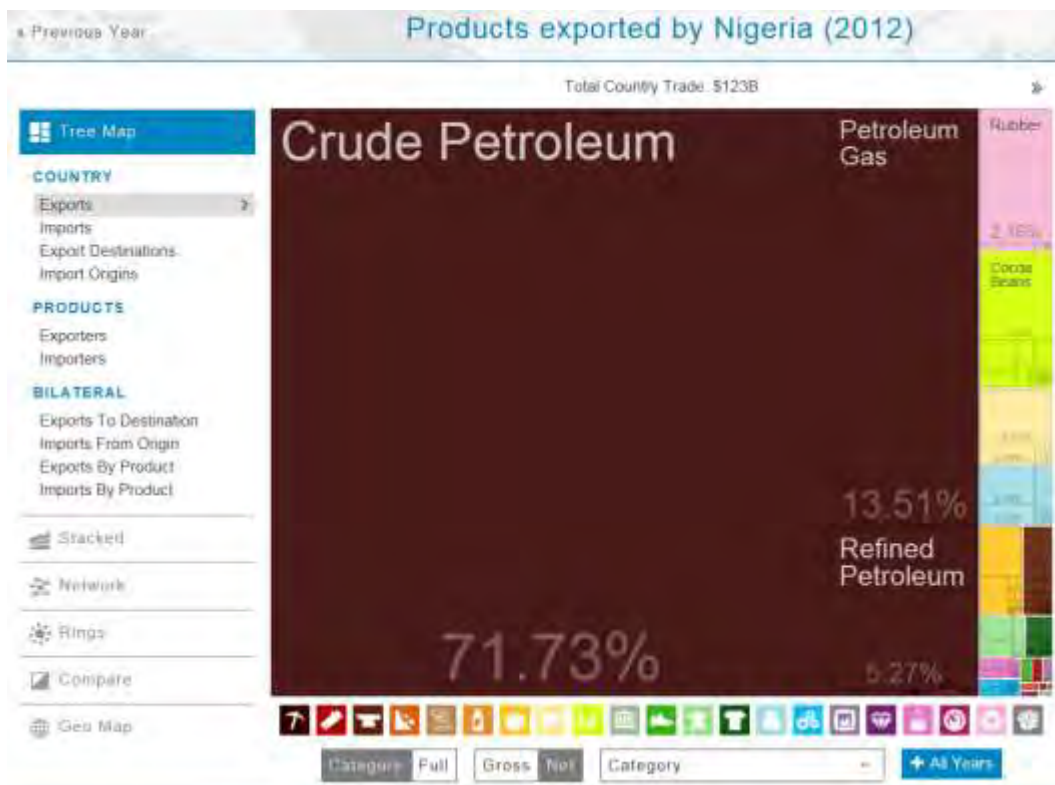 « Previous Year
Products exported by Nigeria (2012)
Total Country Trade: $123B
»
Tree Map
COUNTRY
Exports
Imports
Export Destinations
Import Origins
PRODUCTS
Exporters
Importers
BILATERAL
Exports To Destination
Imports From Origin
Exports By Product
Imports By Product
Stacked
Network
Rings
Compare
Geo Map
Crude Petroleum
71.73%
Petroleum
Gas
13.51%
Refined
Petroleum
5.27%
Rubber
Cocoa
Beans
Category Full
Gross Net
Category
+ All Years